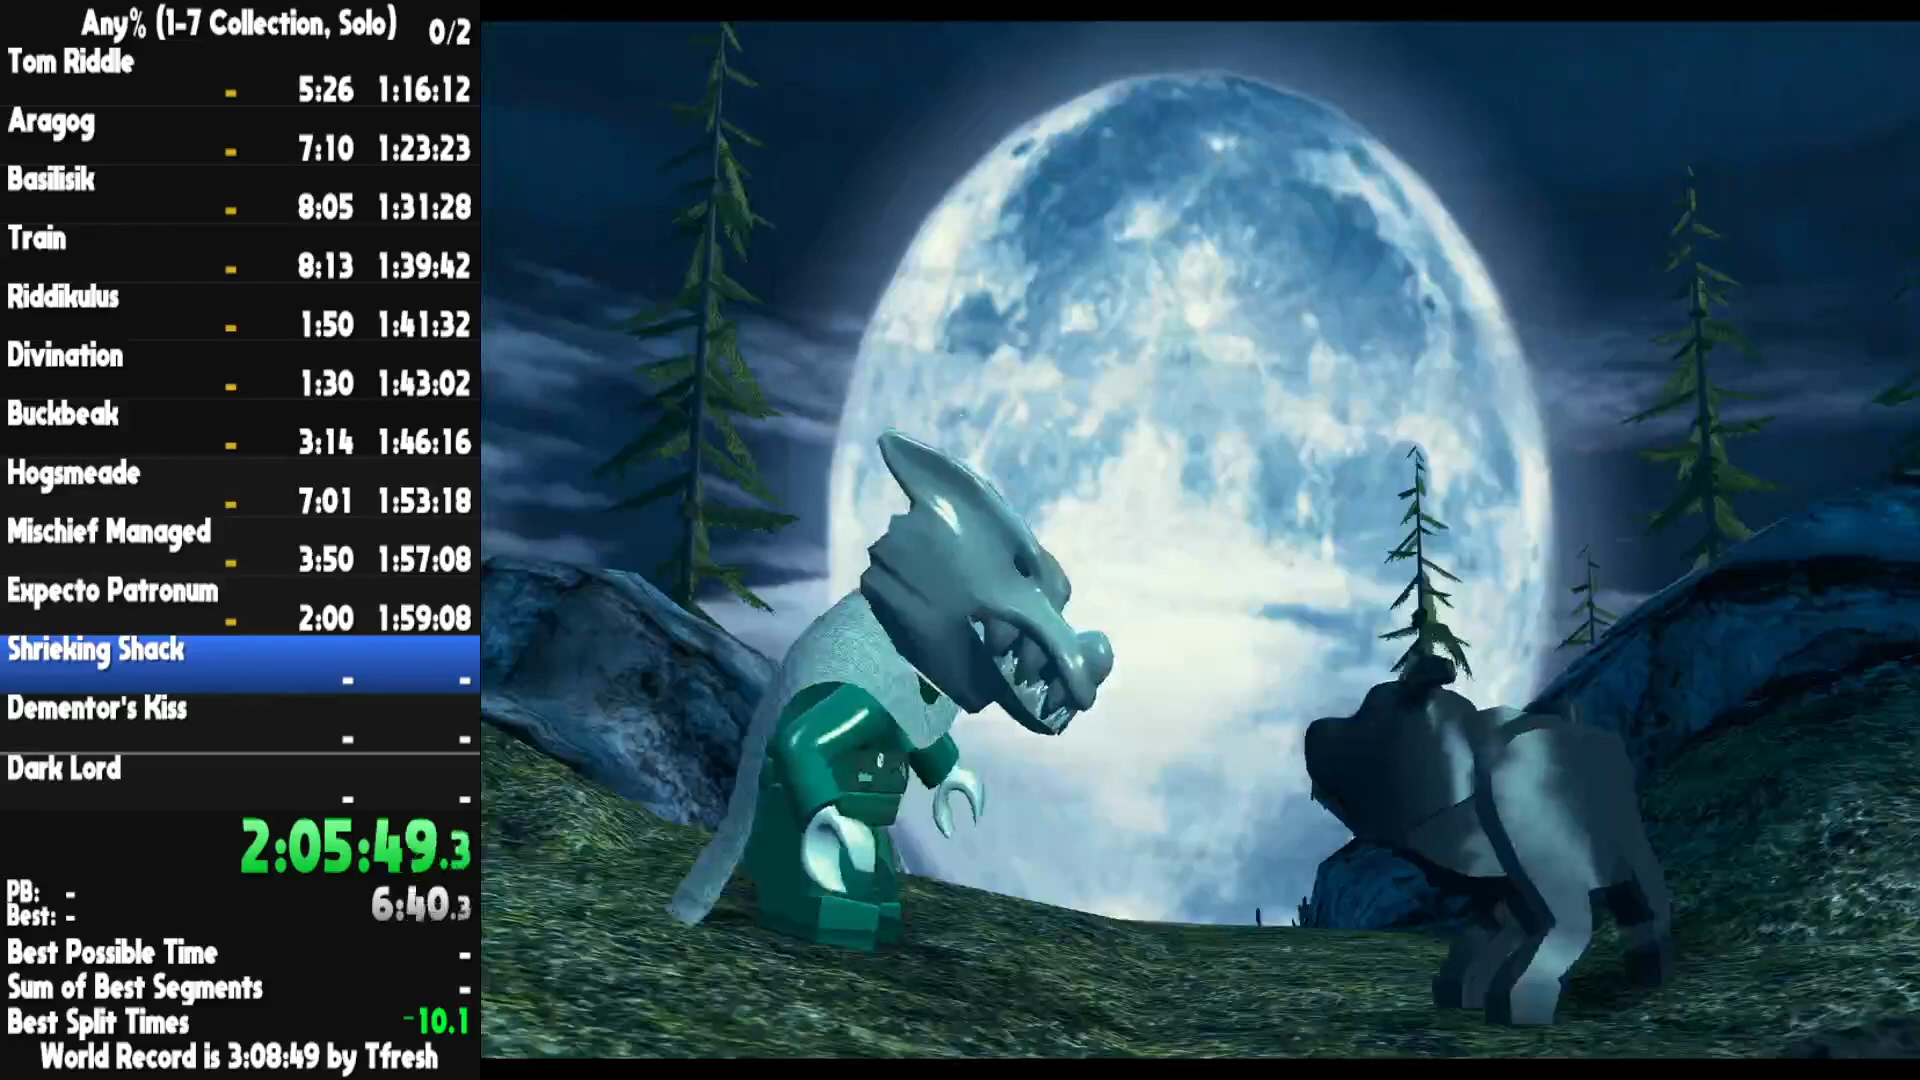 Any% (1-7 Collection, Solo) 0/2
Tom Riddle
- 5:26 1:16:12
Aragog
- 7:10 1:23:23
Basilisik
- 8:05 1:31:28
Train
- 8:13 1:39:42
Riddikulus
- 1:50 1:41:32
Divination
- 1:30 1:43:02
Buckbeak
- 3:14 1:46:16
Hogsmeade
- 7:01 1:53:18
Mischief Managed
- 3:50 1:57:08
Expecto Patronum
- 2:00 1:59:08
Shrieking Shack
- -
Dementor's Kiss
- -
Dark Lord
- -
2:05:49.3
PB: - 6:40.3
Best: -
Best Possible Time -
Sum of Best Segments -
Best Split Times -10.1
World Record is 3:08:49 by Tfresh